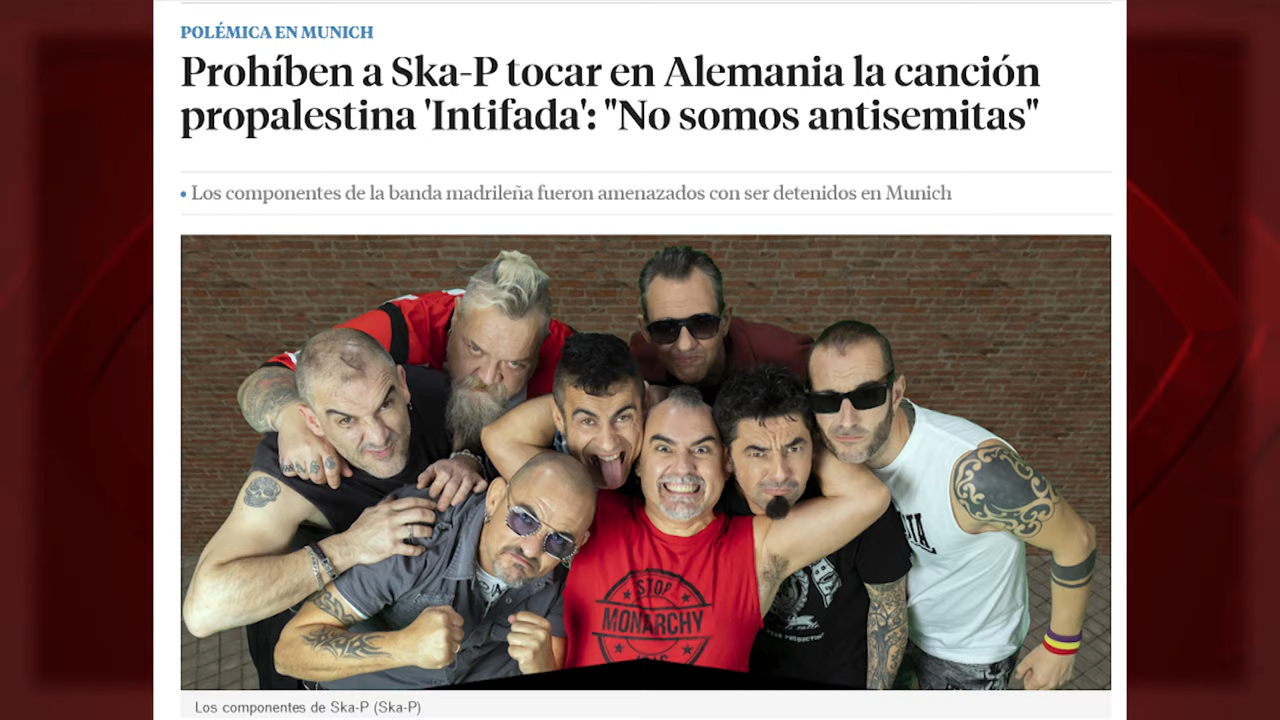 POLÉMICA EN MUNICH
Prohíben a Ska-P tocar en Alemania la canción
propalestina 'Intifada': "No somos antisemitas"
• Los componentes de la banda madrileña fueron amenazados con ser detenidos en Munich
STOP
MONARCHY
Los componentes de Ska-P (Ska-P)